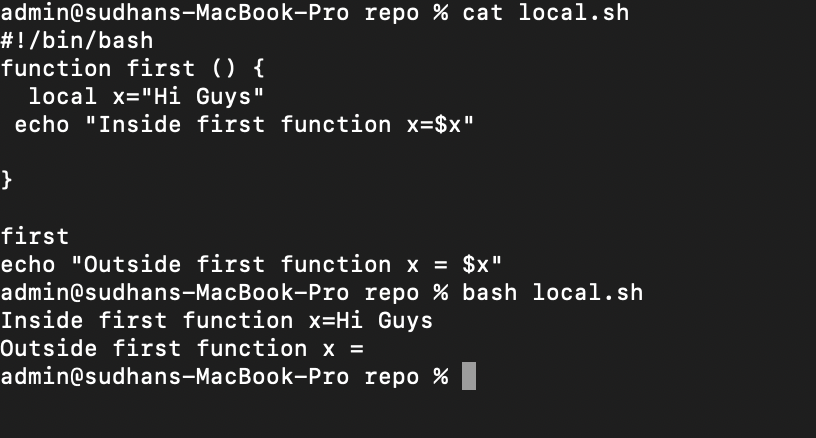 admin@sudhans-MacBook-Pro repo % cat local.sh
#!/bin/bash
function first () {
  local x="Hi Guys"
 echo "Inside first function x=$x"

}

first
echo "Outside first function x = $x"
admin@sudhans-MacBook-Pro repo % bash local.sh
Inside first function x=Hi Guys
Outside first function x =
admin@sudhans-MacBook-Pro repo %